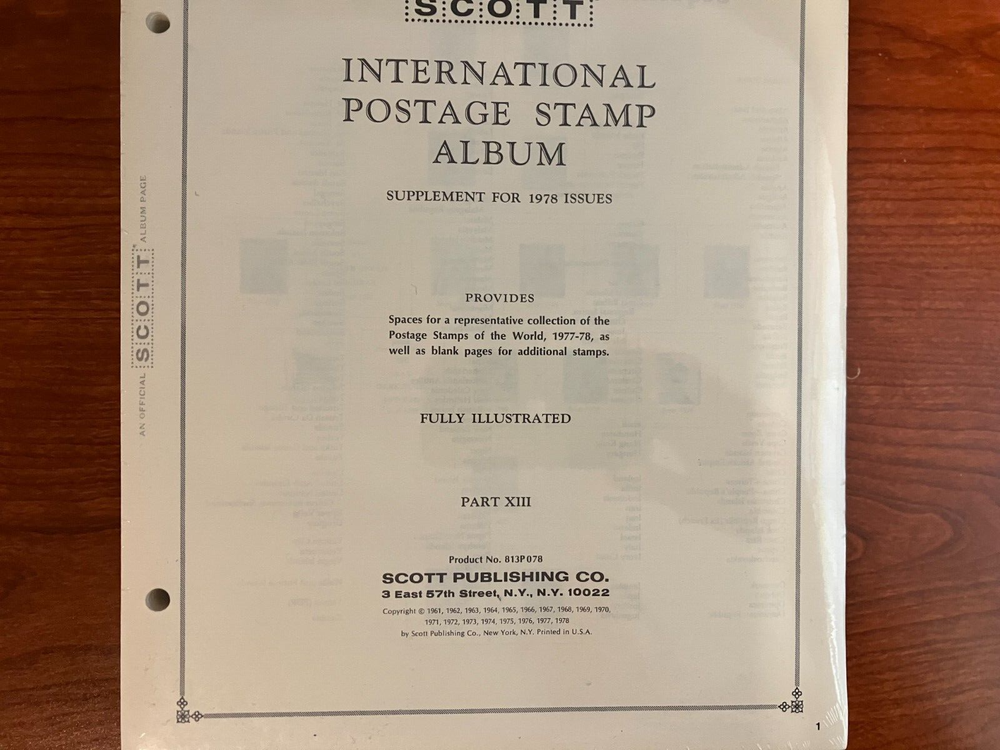 SCOTT
INTERNATIONAL
POSTAGE STAMP
ALBUM
SUPPLEMENT FOR 1978 ISSUES
PROVIDES
Spaces for a representative collection of the
Postage Stamps of the World, 1977-78, as
well as blank pages for additional stamps.
FULLY ILLUSTRATED
PART XIII
Product No. 813P078
SCOTT PUBLISHING CO.
3 East 57th Street, N.Y., N.Y. 10022
Copyright © 1961, 1962, 1963, 1964, 1965, 1966, 1967, 1968, 1969, 1970,
1971, 1972, 1973, 1974, 1975, 1976, 1977, 1978
by Scott Publishing Co., New York, N.Y. Printed in U.S.A.
AN OFFICIAL SCOTT ALBUM PAGE
1